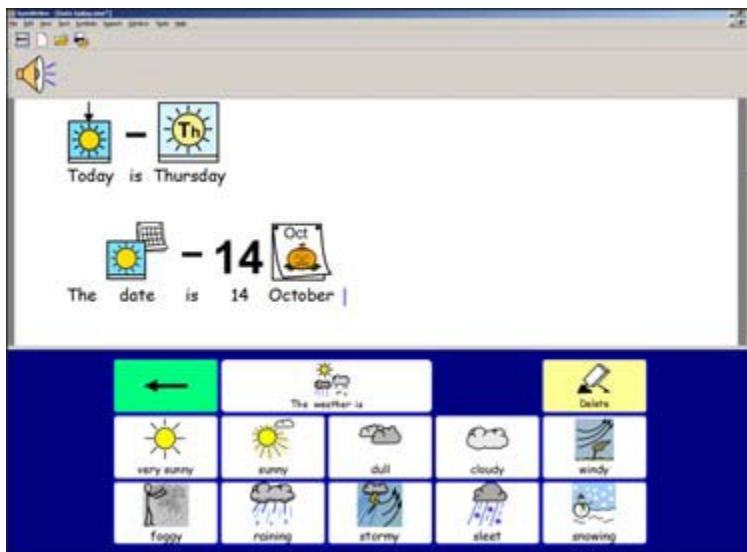 Th
Today is Thursday
Oct
14
The date is 14 October
The weather is
Delete
very sunny
sunny
dull
cloudy
windy
foggy
raining
stormy
sleet
snowing